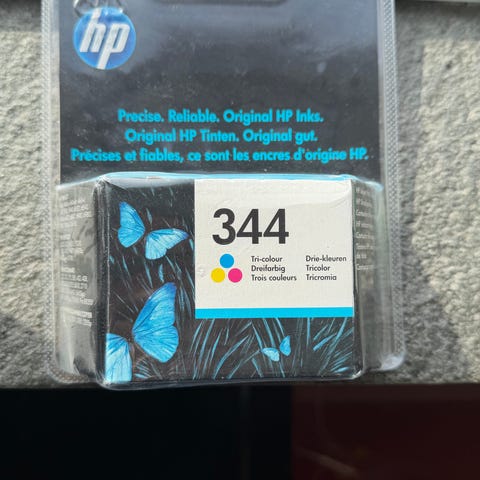 hp
Precise. Reliable. Original HP Inks.
Original HP Tinten. Original gut.
Précises et fiables, ce sont les encres d'origine HP.
344
Tri-colour
Dreifarbig
Trois couleurs
Drie-kleuren
Tricolor
Tricromia